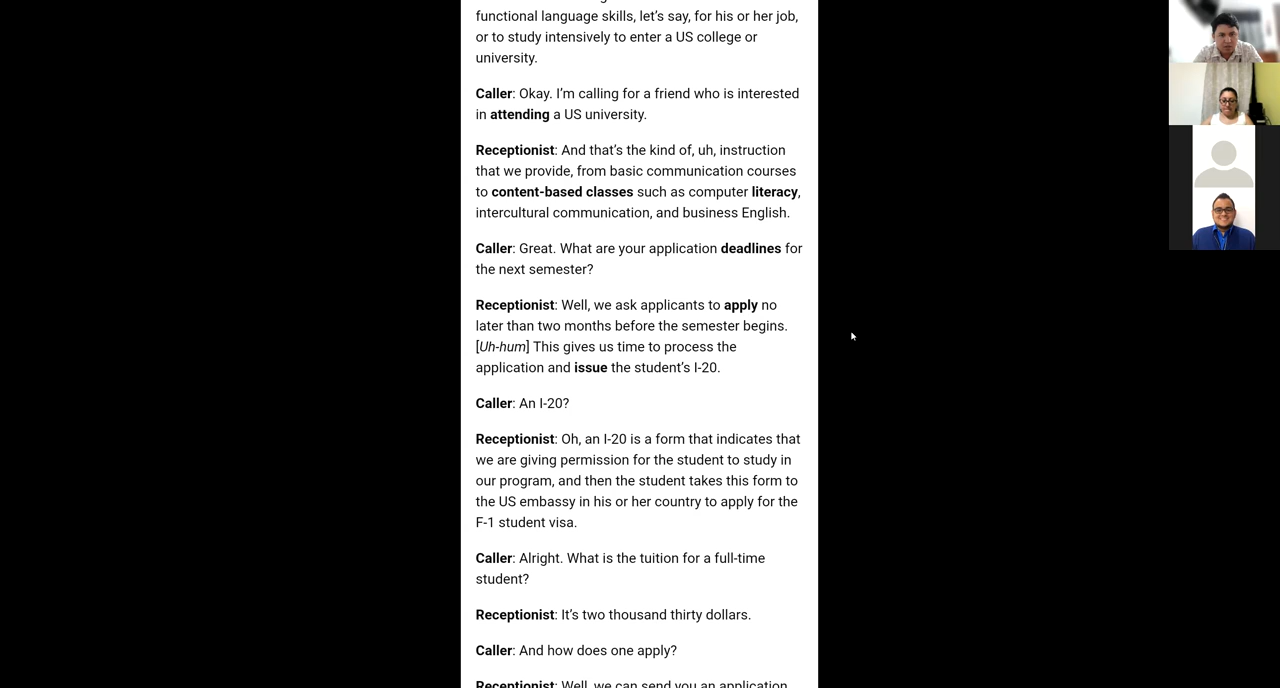 functional language skills, let's say, for his or her job,
or to study intensively to enter a US college or
university.
Caller: Okay. I'm calling for a friend who is interested
in attending a US university.
Receptionist: And that's the kind of, uh, instruction
that we provide, from basic communication courses
to content-based classes such as computer literacy,
intercultural communication, and business English.
Caller: Great. What are your application deadlines for
the next semester?
Receptionist: Well, we ask applicants to apply no
later than two months before the semester begins.
[Uh-hum] This gives us time to process the
application and issue the student's I-20.
Caller: An I-20?
Receptionist: Oh, an I-20 is a form that indicates that
we are giving permission for the student to study in
our program, and then the student takes this form to
the US embassy in his or her country to apply for the
F-1 student visa.
Caller: Alright. What is the tuition for a full-time
student?
Receptionist: It's two thousand thirty dollars.
Caller: And how does one apply?
Receptionist: Well, we can send you an application